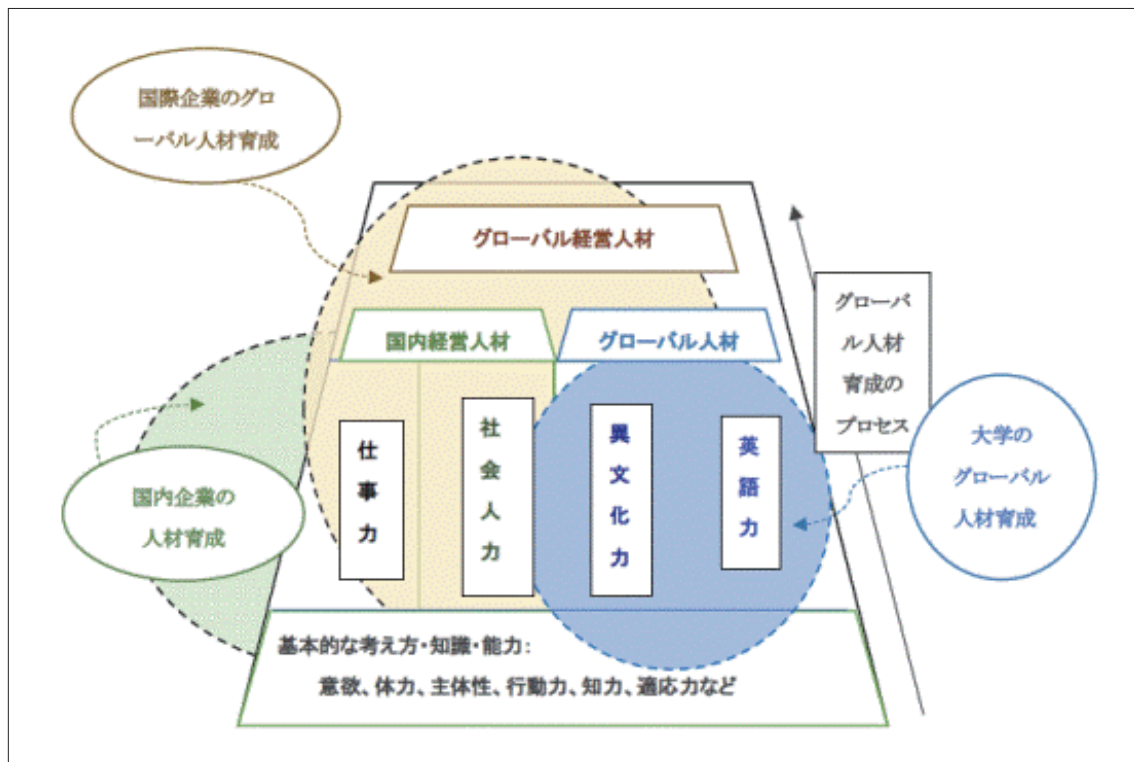 国際企業のグロ
ーバル人材育成
グローバル経営人材
国内経営人材
グローバル人材
グローバ
ル人材
育成の
プロセス
仕事力
社会人力
異文化力
英語力
国内企業の
人材育成
大学の
グローバル
人材育成
基本的な考え方・知識・能力:
意欲、体力、主体性、行動力、知力、適応力など